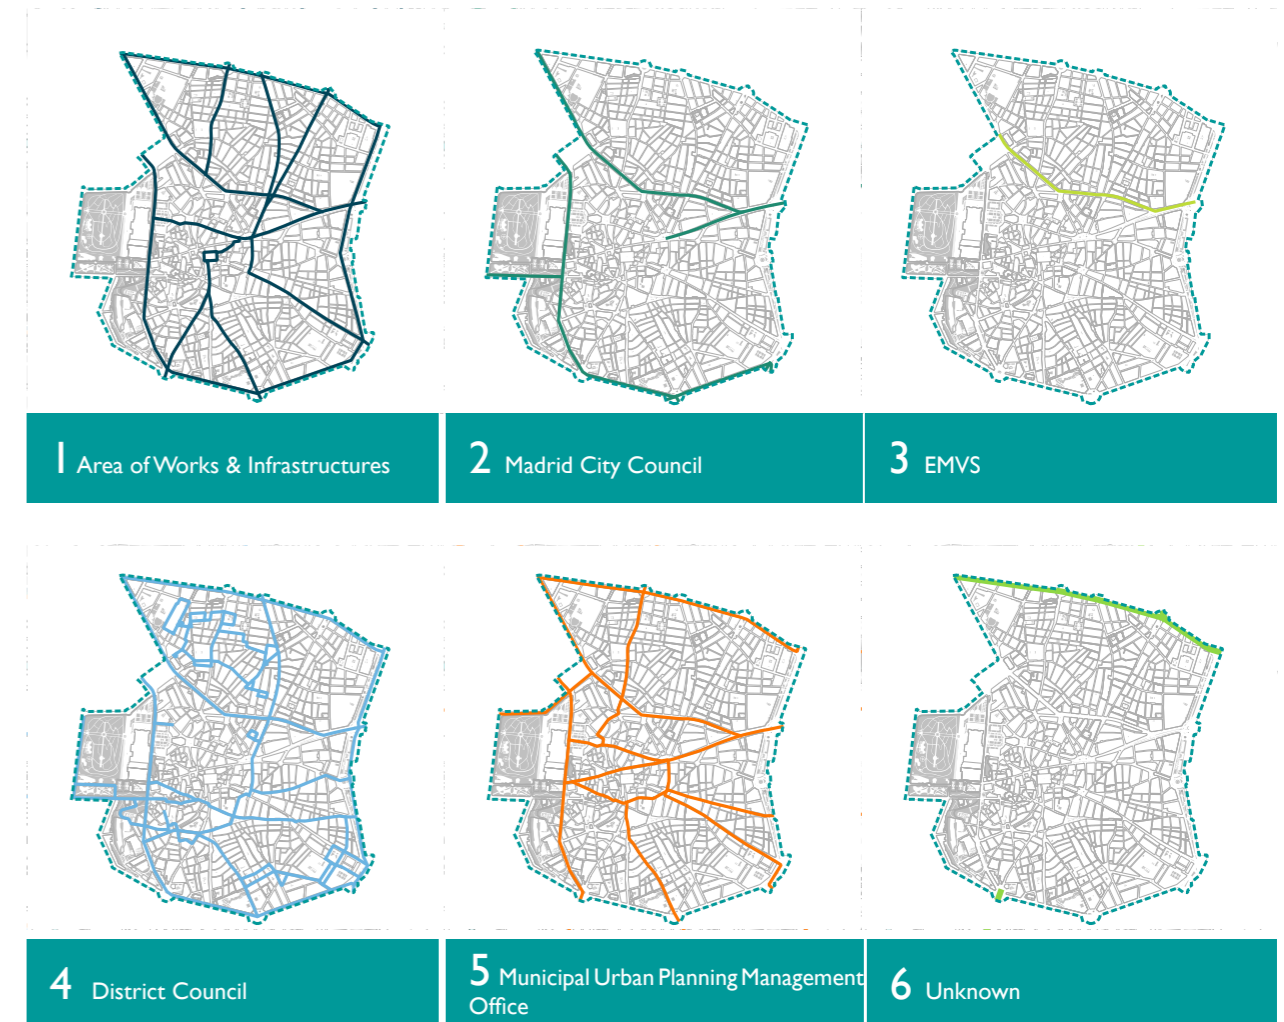 1 Area of Works & Infrastructures
2 Madrid City Council
3 EMVS
4 District Council
5 Municipal Urban Planning Management
Office
6 Unknown